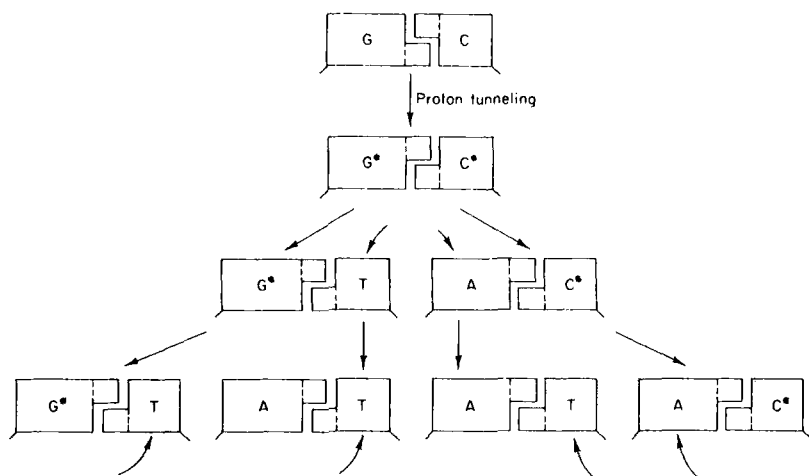 G C
Proton tunneling
G* C*
G* T A C*
G* T A T A T A C*